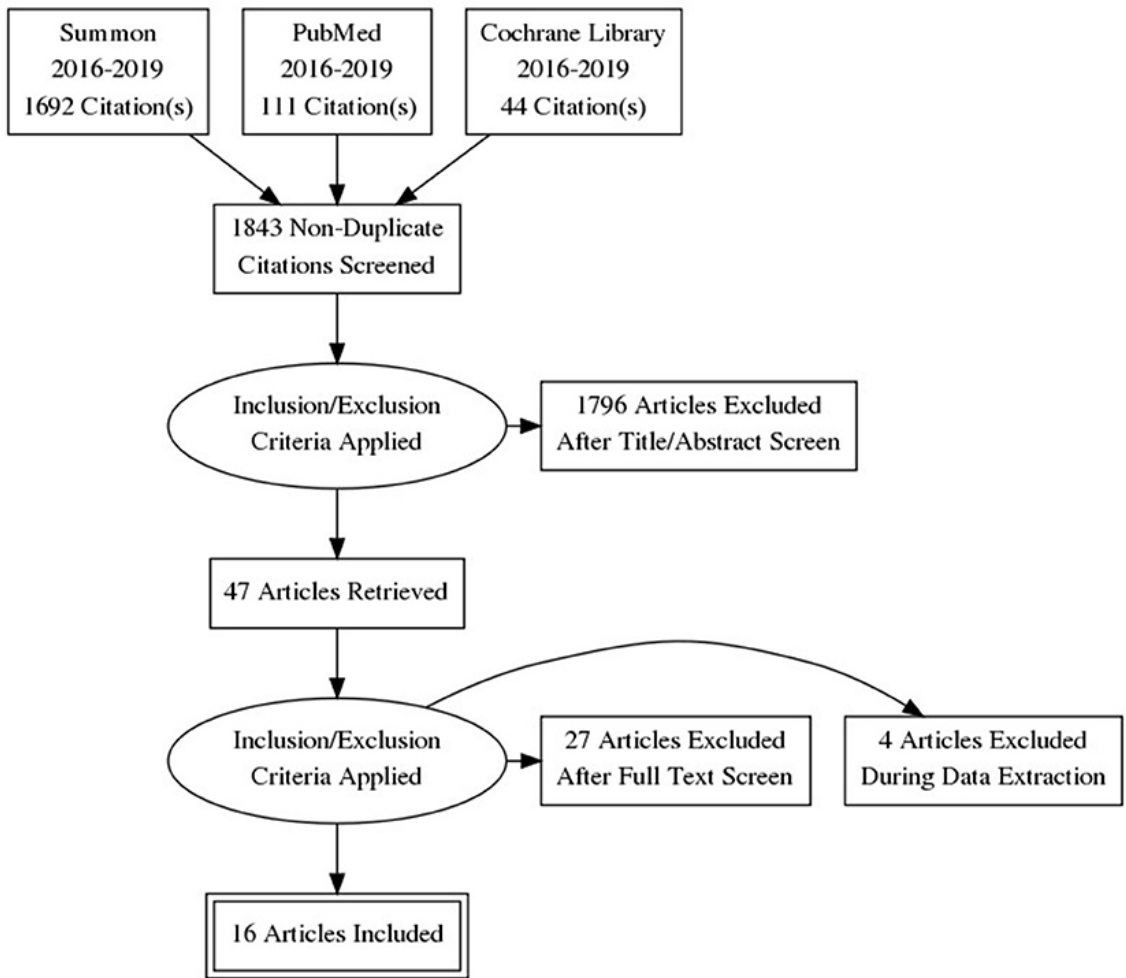 Summon
2016-2019
1692 Citation(s)
PubMed
2016-2019
111 Citation(s)
Cochrane Library
2016-2019
44 Citation(s)
1843 Non-Duplicate
Citations Screened
Inclusion/Exclusion
Criteria Applied
1796 Articles Excluded
After Title/Abstract Screen
47 Articles Retrieved
Inclusion/Exclusion
Criteria Applied
27 Articles Excluded
After Full Text Screen
4 Articles Excluded
During Data Extraction
16 Articles Included